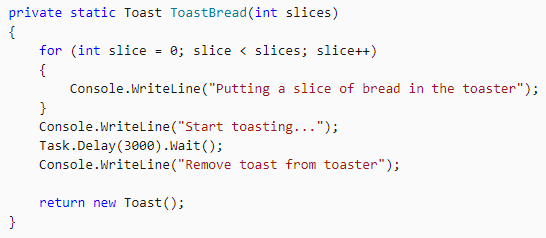 private static Toast ToastBread(int slices)
{
    for (int slice = 0; slice < slices; slice++)
    {
        Console.WriteLine("Putting a slice of bread in the toaster");
    }
    Console.WriteLine("Start toasting...");
    Task.Delay(3000).Wait();
    Console.WriteLine("Remove toast from toaster");

    return new Toast();
}